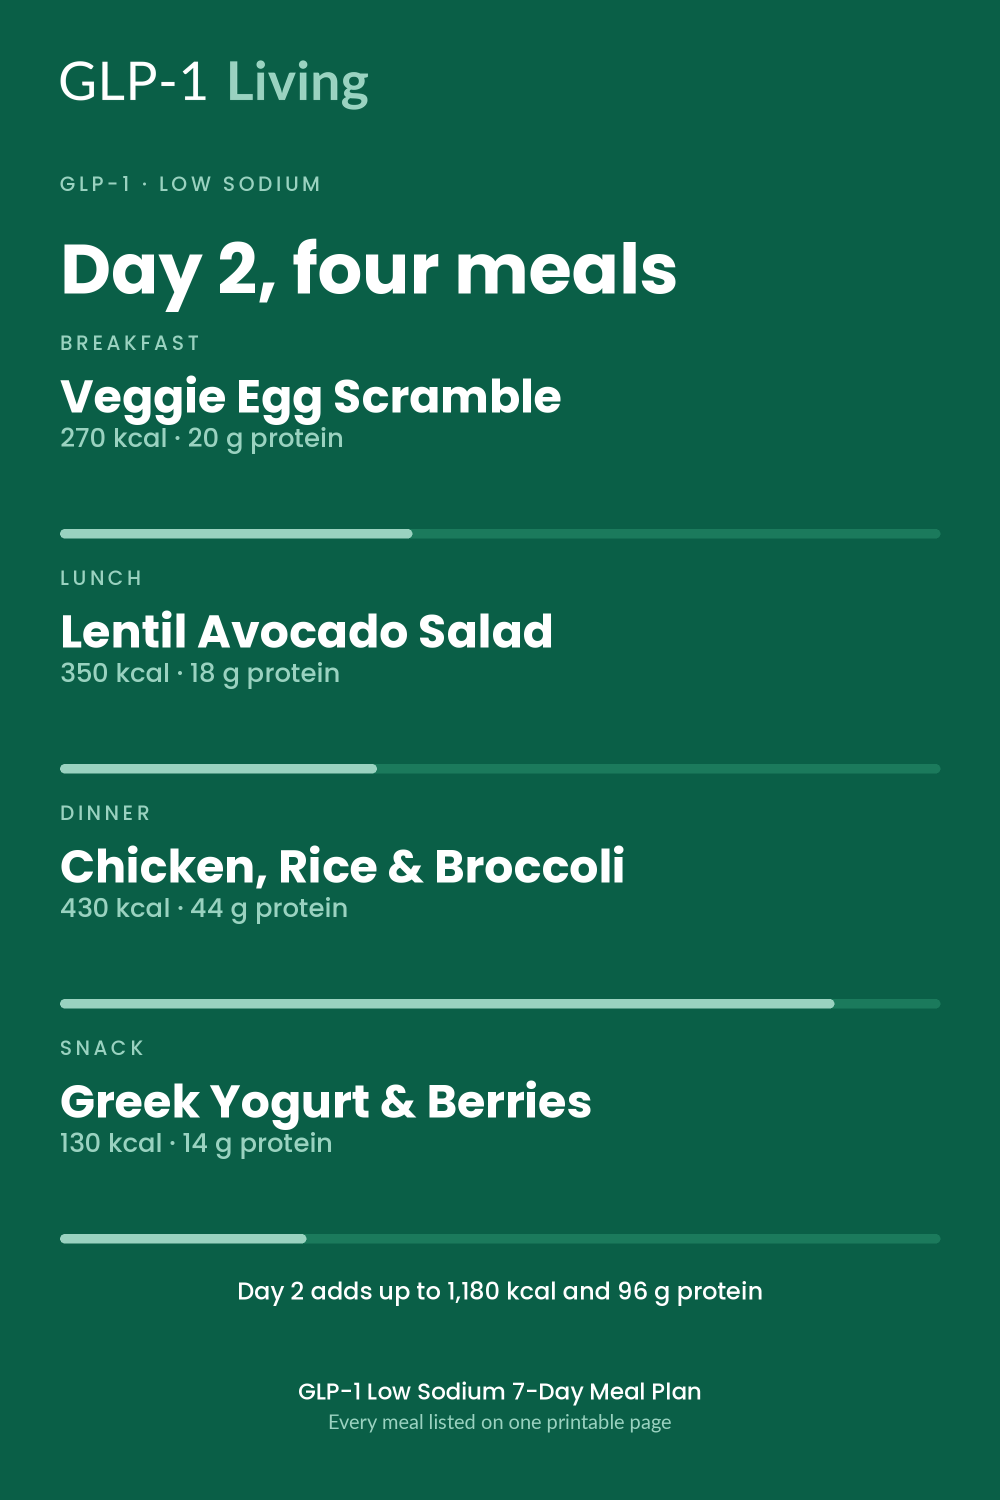 GLP-1 Living
GLP-1 · LOW SODIUM
Day 2, four meals
BREAKFAST
Veggie Egg Scramble
270 kcal · 20 g protein
LUNCH
Lentil Avocado Salad
350 kcal · 18 g protein
DINNER
Chicken, Rice & Broccoli
430 kcal · 44 g protein
SNACK
Greek Yogurt & Berries
130 kcal · 14 g protein
Day 2 adds up to 1,180 kcal and 96 g protein
GLP-1 Low Sodium 7-Day Meal Plan
Every meal listed on one printable page